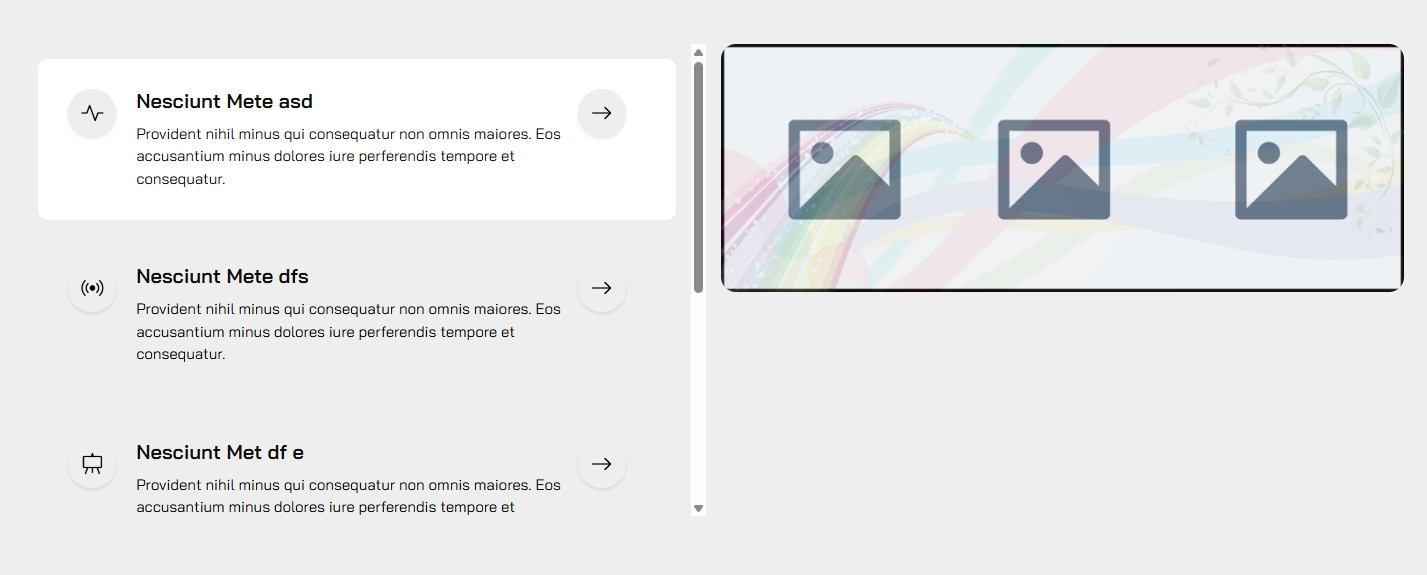 Nesciunt Mete asd
Provident nihil minus qui consequatur non omnis maiores. Eos
accusantium minus dolores iure perferendis tempore et
consequatur.
Nesciunt Mete dfs
Provident nihil minus qui consequatur non omnis maiores. Eos
accusantium minus dolores iure perferendis tempore et
consequatur.
Nesciunt Met df e
Provident nihil minus qui consequatur non omnis maiores. Eos
accusantium minus dolores iure perferendis tempore et